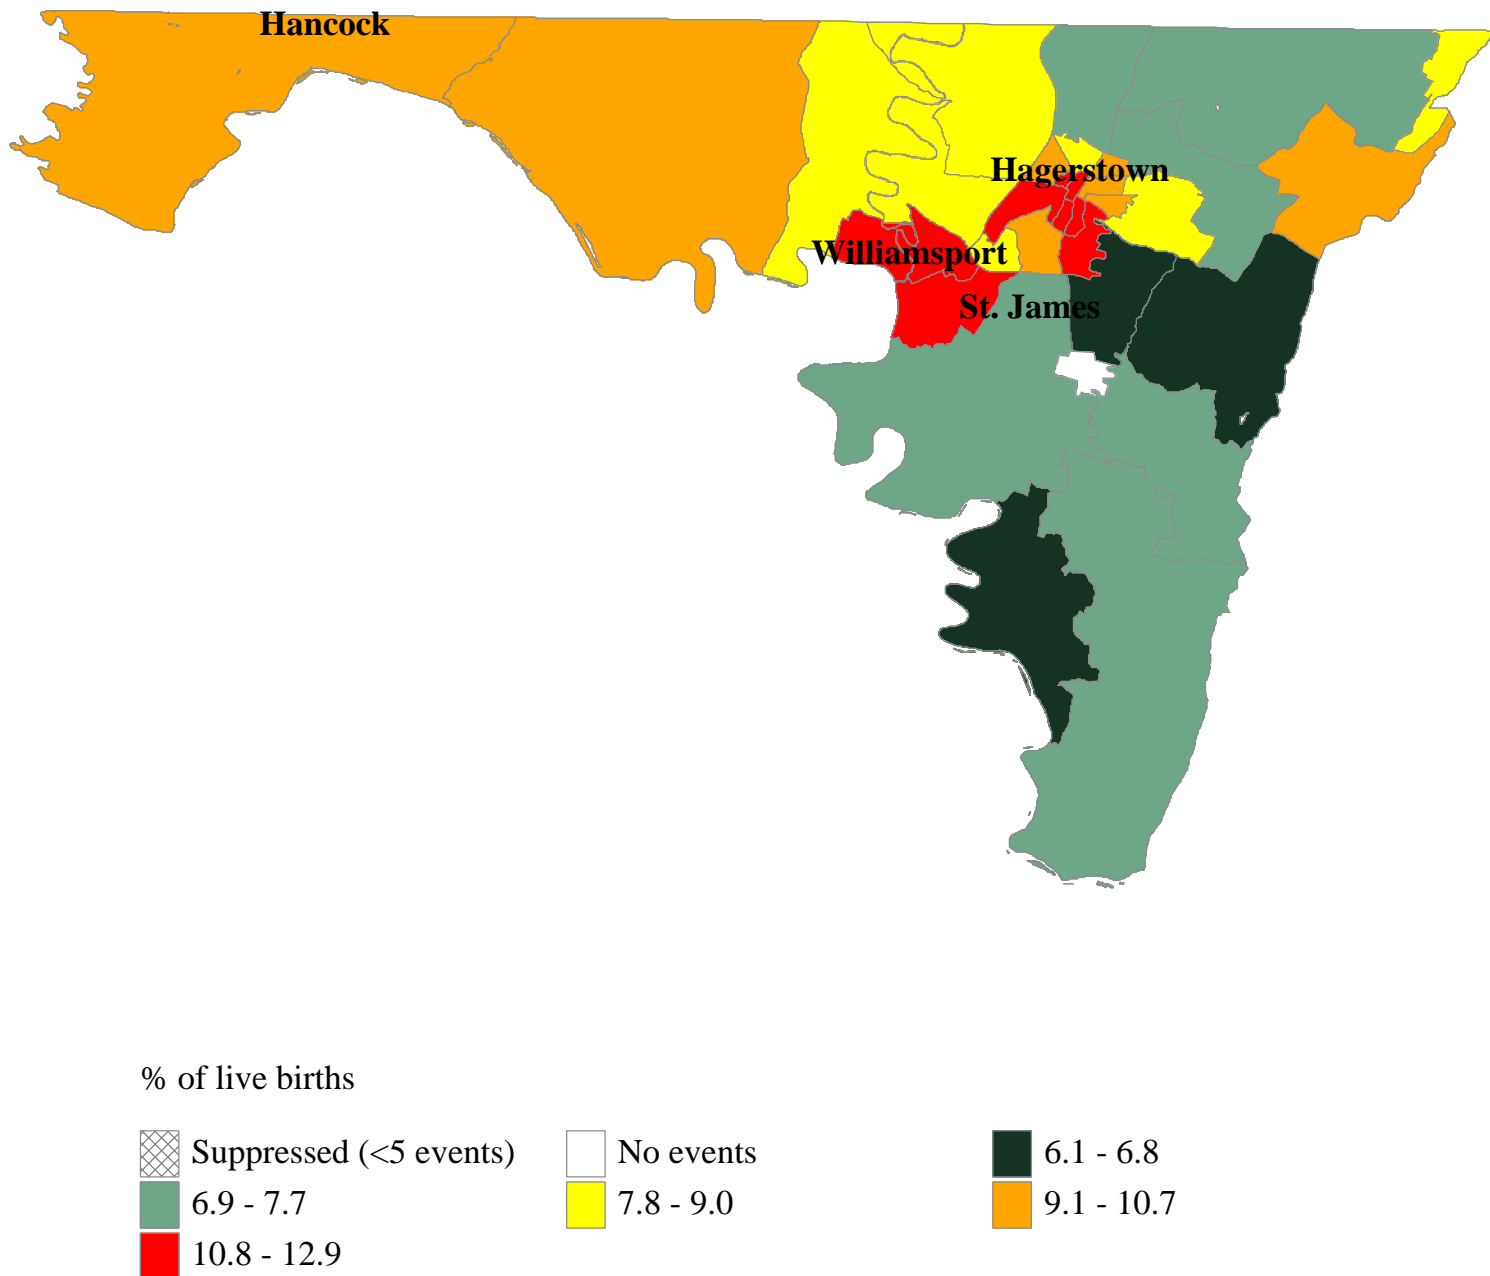 Hancock
Hagerstown
Williamsport
St. James
% of live births
Suppressed (<5 events)
No events
6.1 - 6.8
6.9 - 7.7
7.8 - 9.0
9.1 - 10.7
10.8 - 12.9